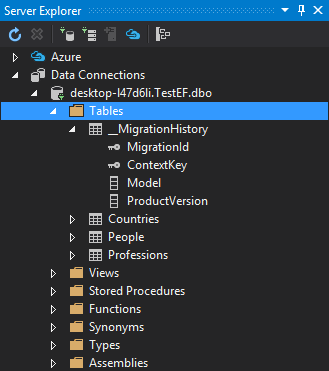 Server Explorer
Azure
Data Connections
desktop-l47d6li.TestEF.dbo
Tables
__MigrationHistory
MigrationId
ContextKey
Model
ProductVersion
Countries
People
Professions
Views
Stored Procedures
Functions
Synonyms
Types
Assemblies